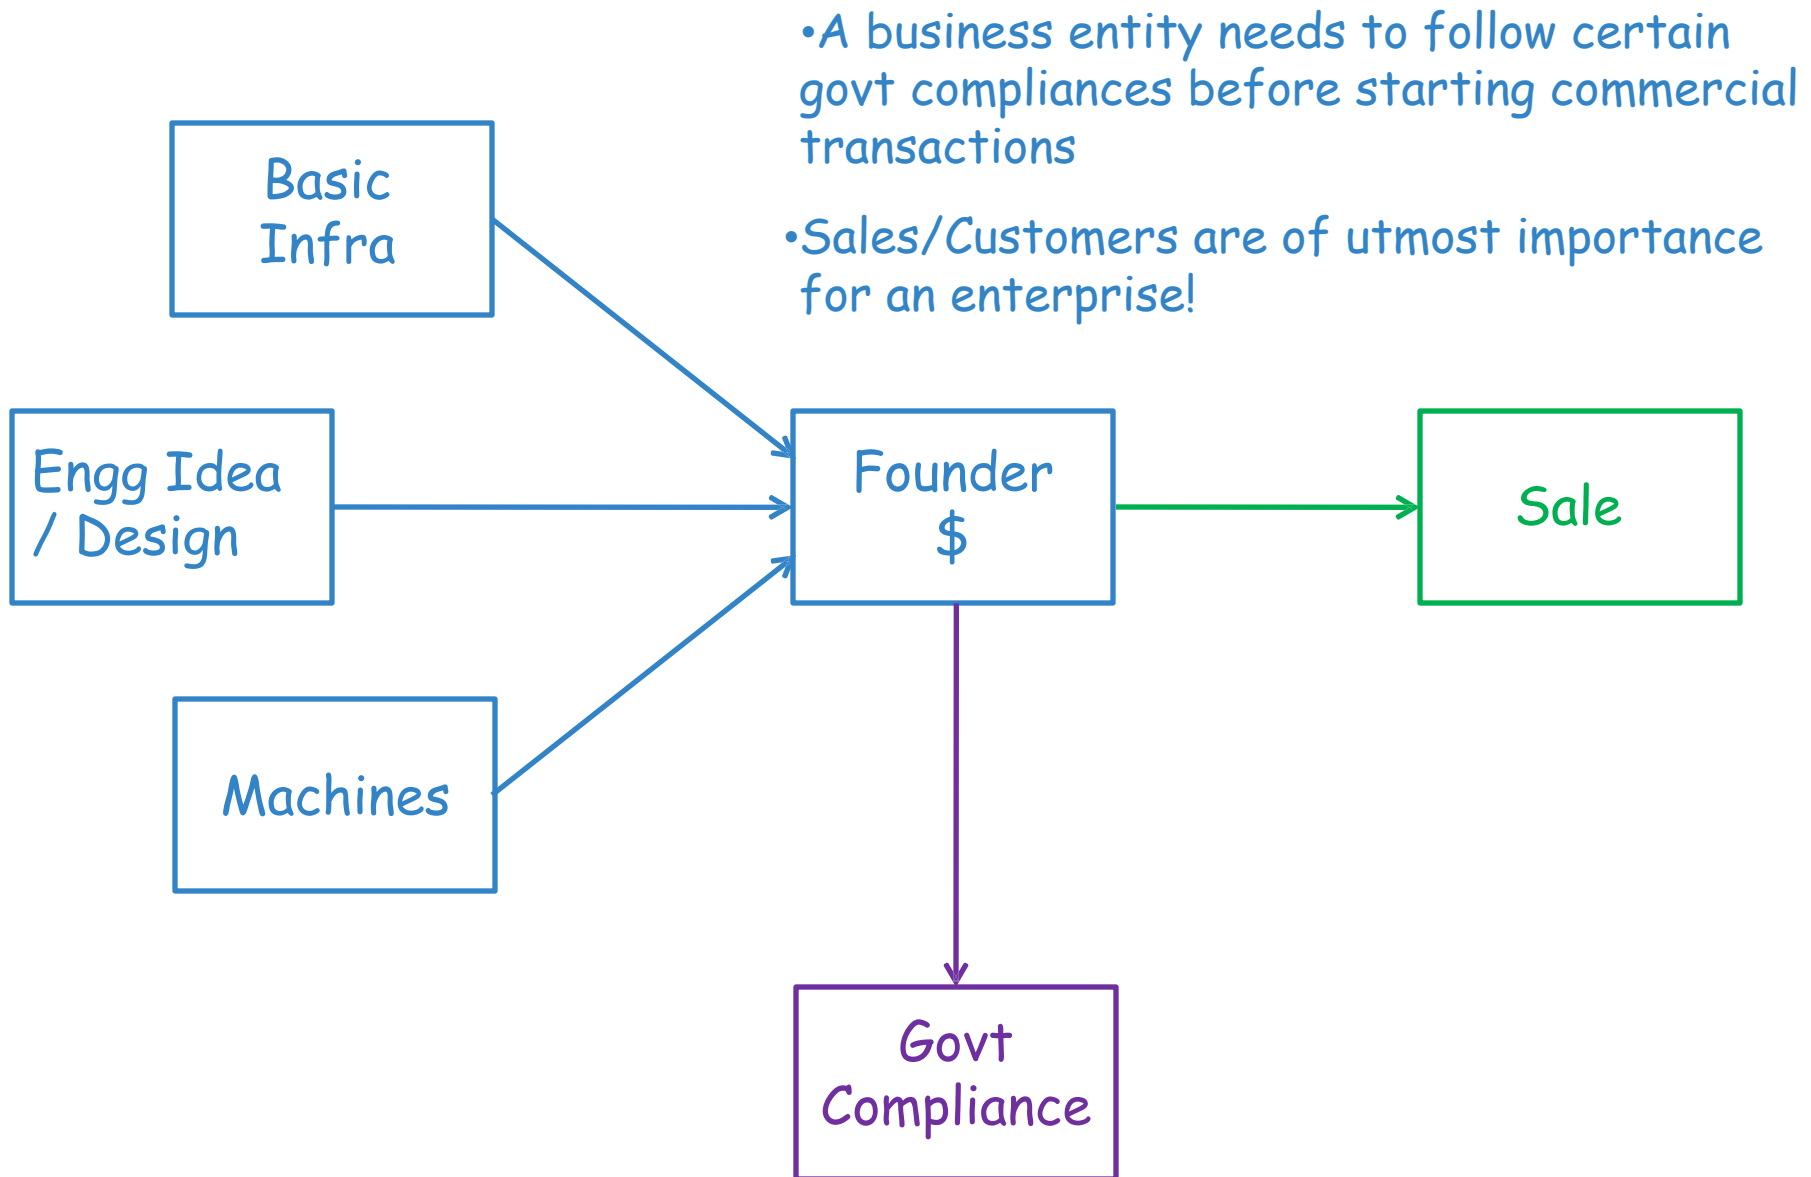 •A business entity needs to follow certain
govt compliances before starting commercial
transactions
•Sales/Customers are of utmost importance
for an enterprise!
Basic
Infra
Engg Idea
/ Design
Founder
$
Sale
Machines
Govt
Compliance